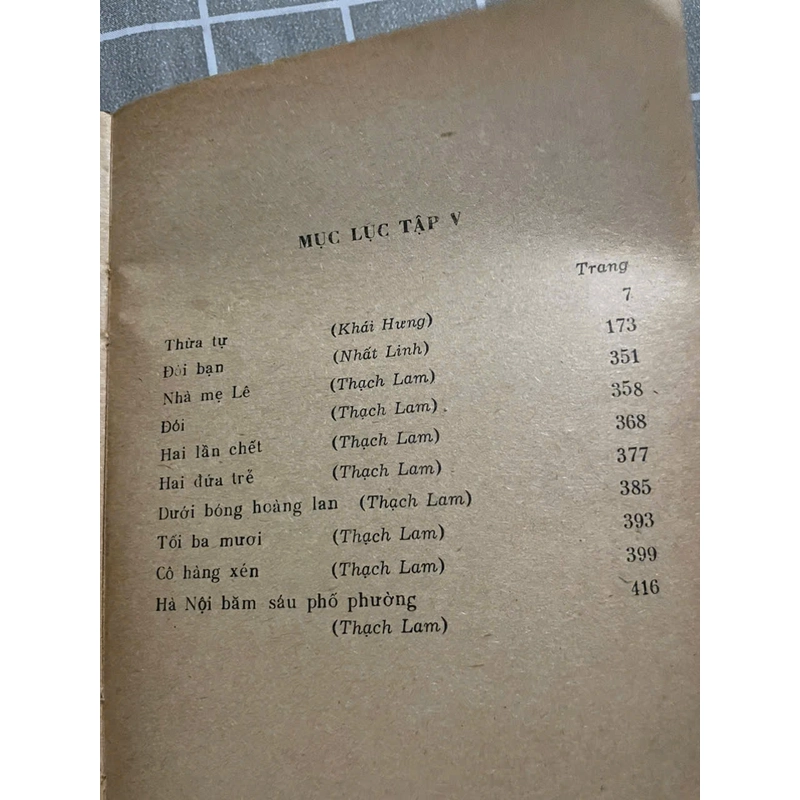 MỤC LỤC TẬP V
Trang
Thừa tự (Khái Hưng) 7
Đôi bạn (Nhất Linh) 173
Nhà mẹ Lê (Thạch Lam) 351
Đói (Thạch Lam) 358
Hai lần chết (Thạch Lam) 368
Hai đứa trẻ (Thạch Lam) 377
Dưới bóng hoàng lan (Thạch Lam) 385
Tối ba mươi (Thạch Lam) 393
Cô hàng xén (Thạch Lam) 399
Hà Nội băm sáu phố phường 416
(Thạch Lam)